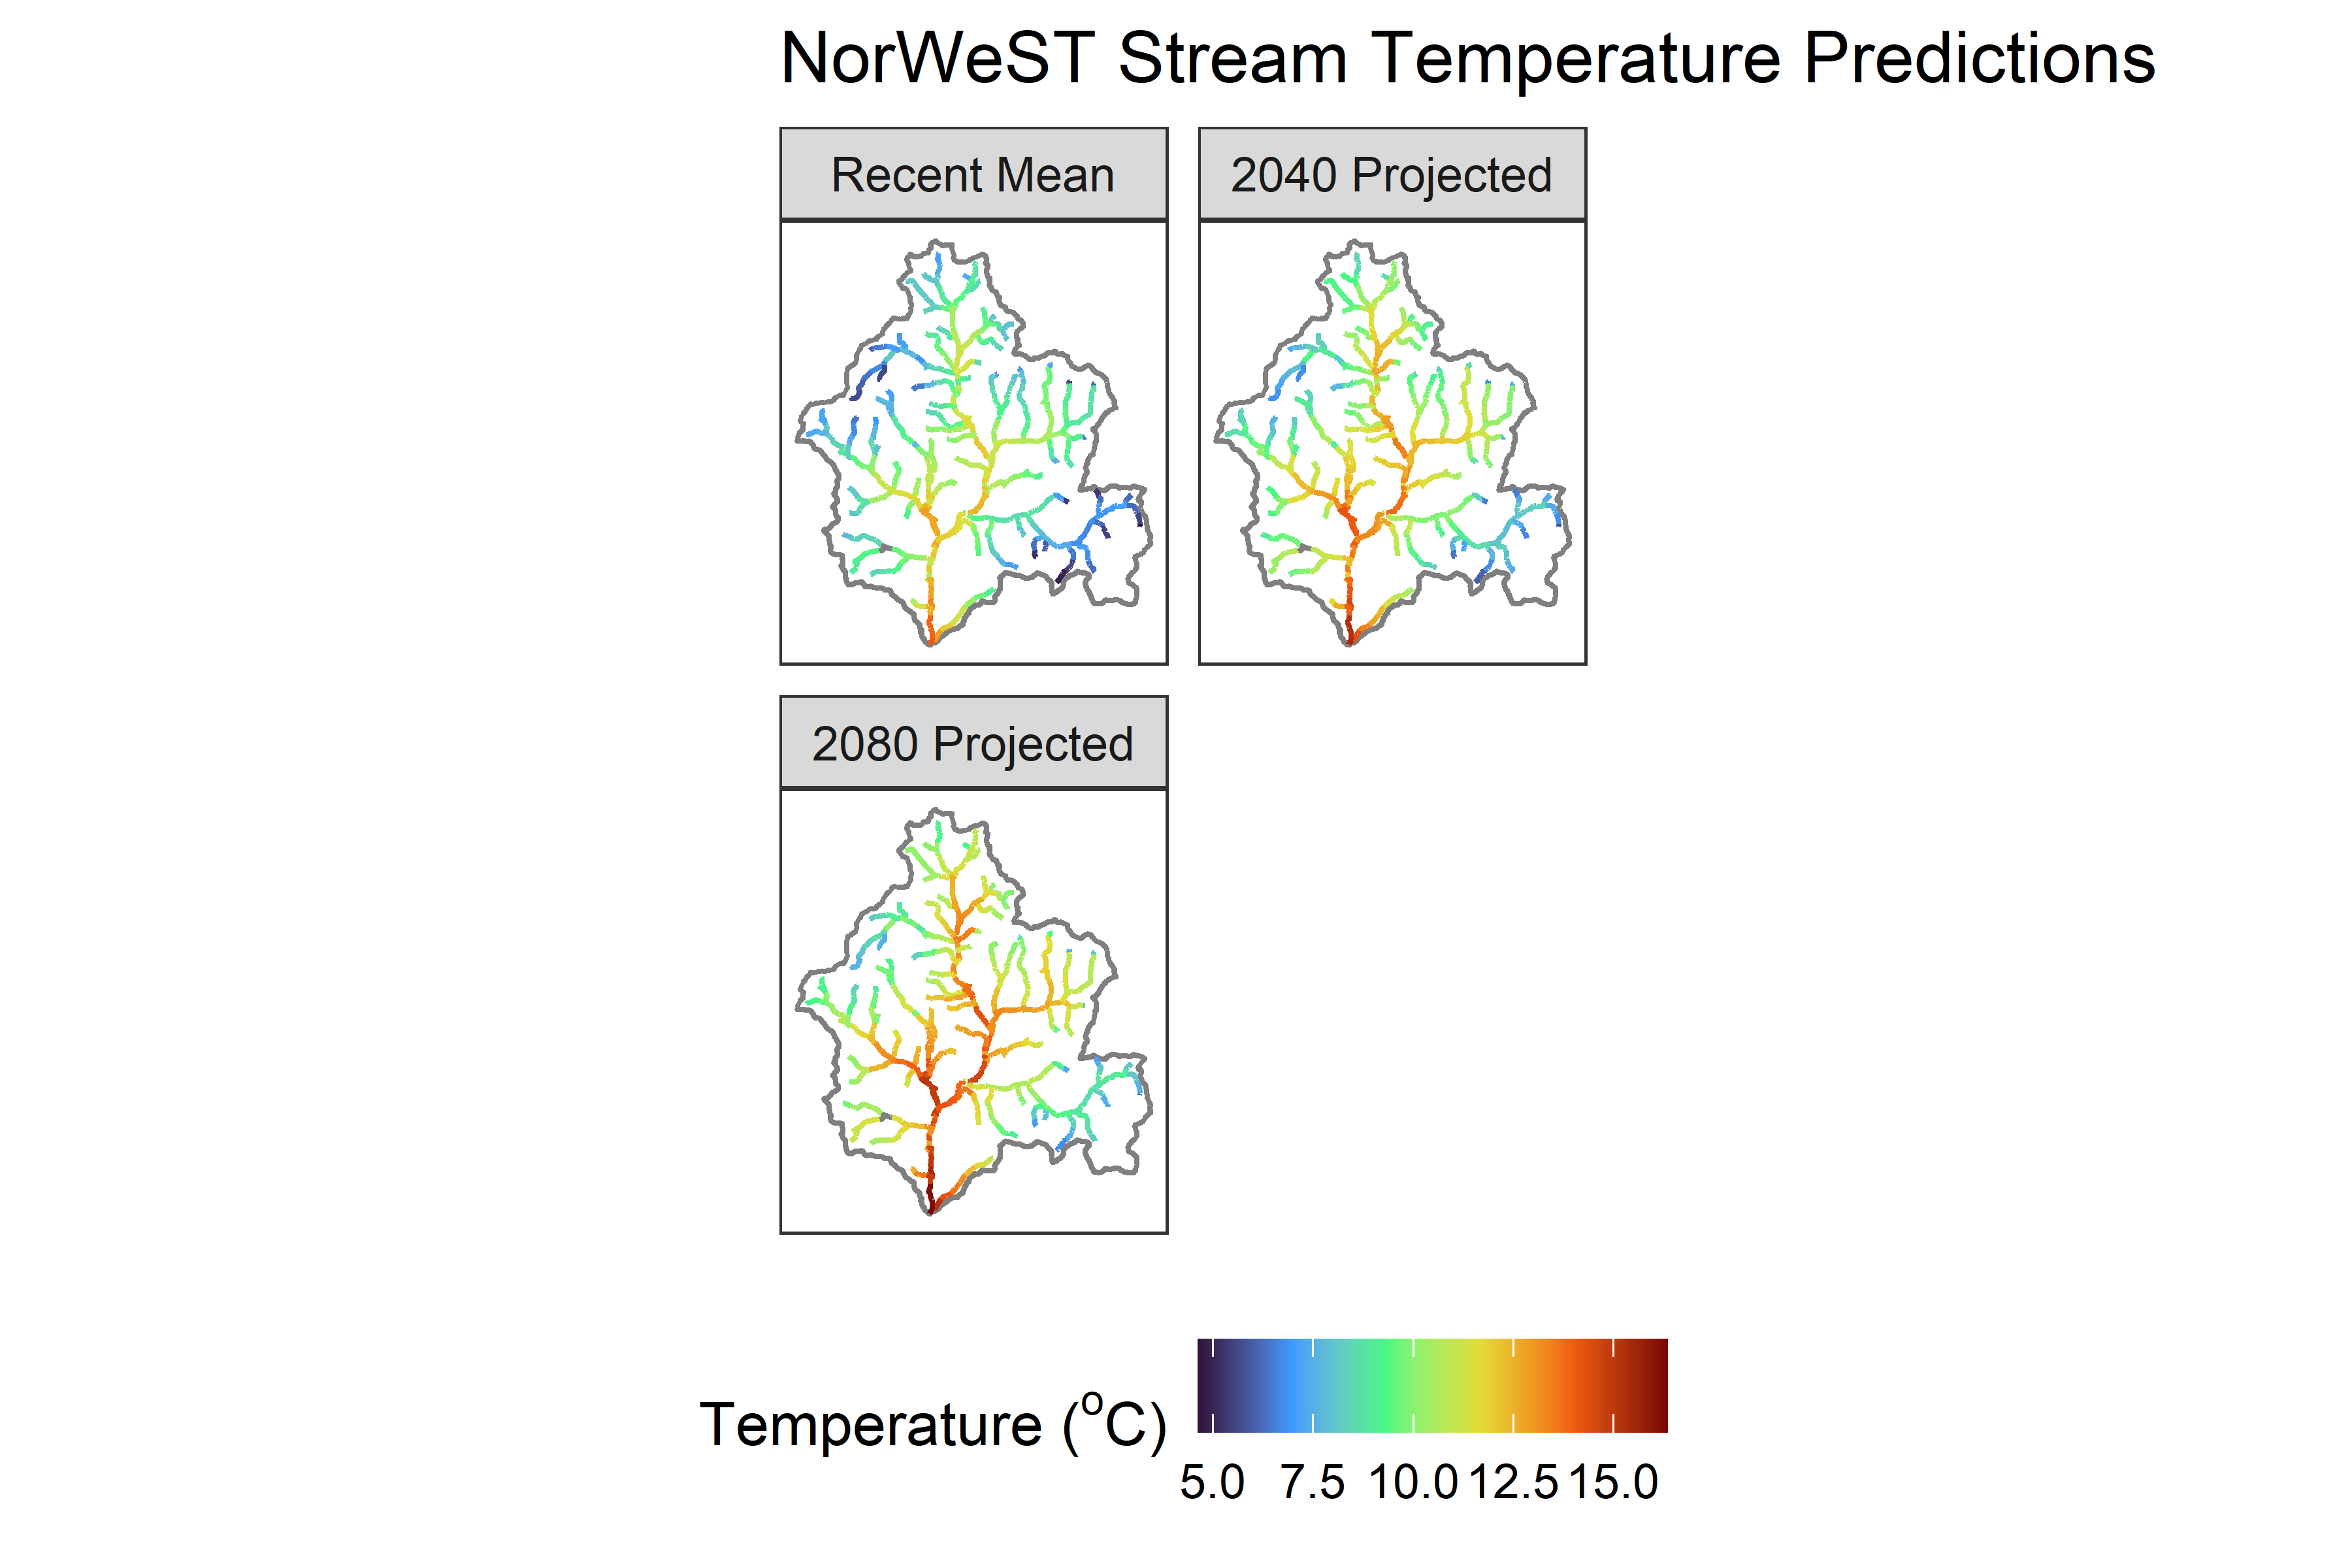 NorWeST Stream Temperature Predictions
Recent Mean
2040 Projected
2080 Projected
Temperature (°C)
5.0 7.5 10.0 12.5 15.0